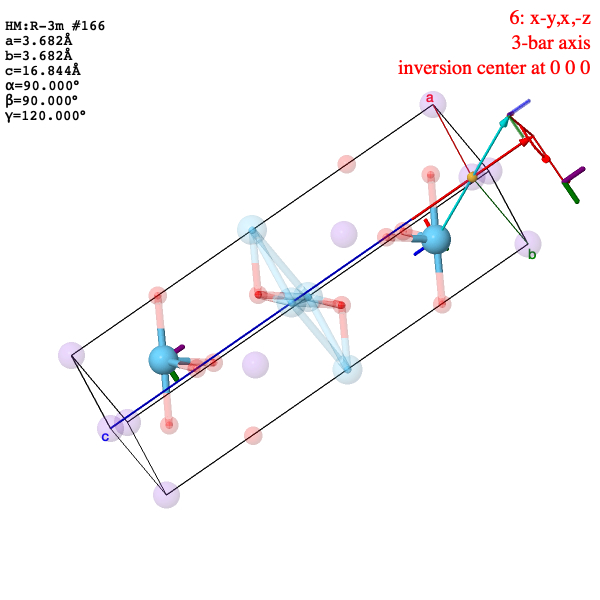 HM:R-3m #166
a=3.682Å
b=3.682Å
c=16.844Å
α=90.000°
β=90.000°
γ=120.000°
6: x-y,x,-z
3-bar axis
inversion center at 0 0 0
a
b
c